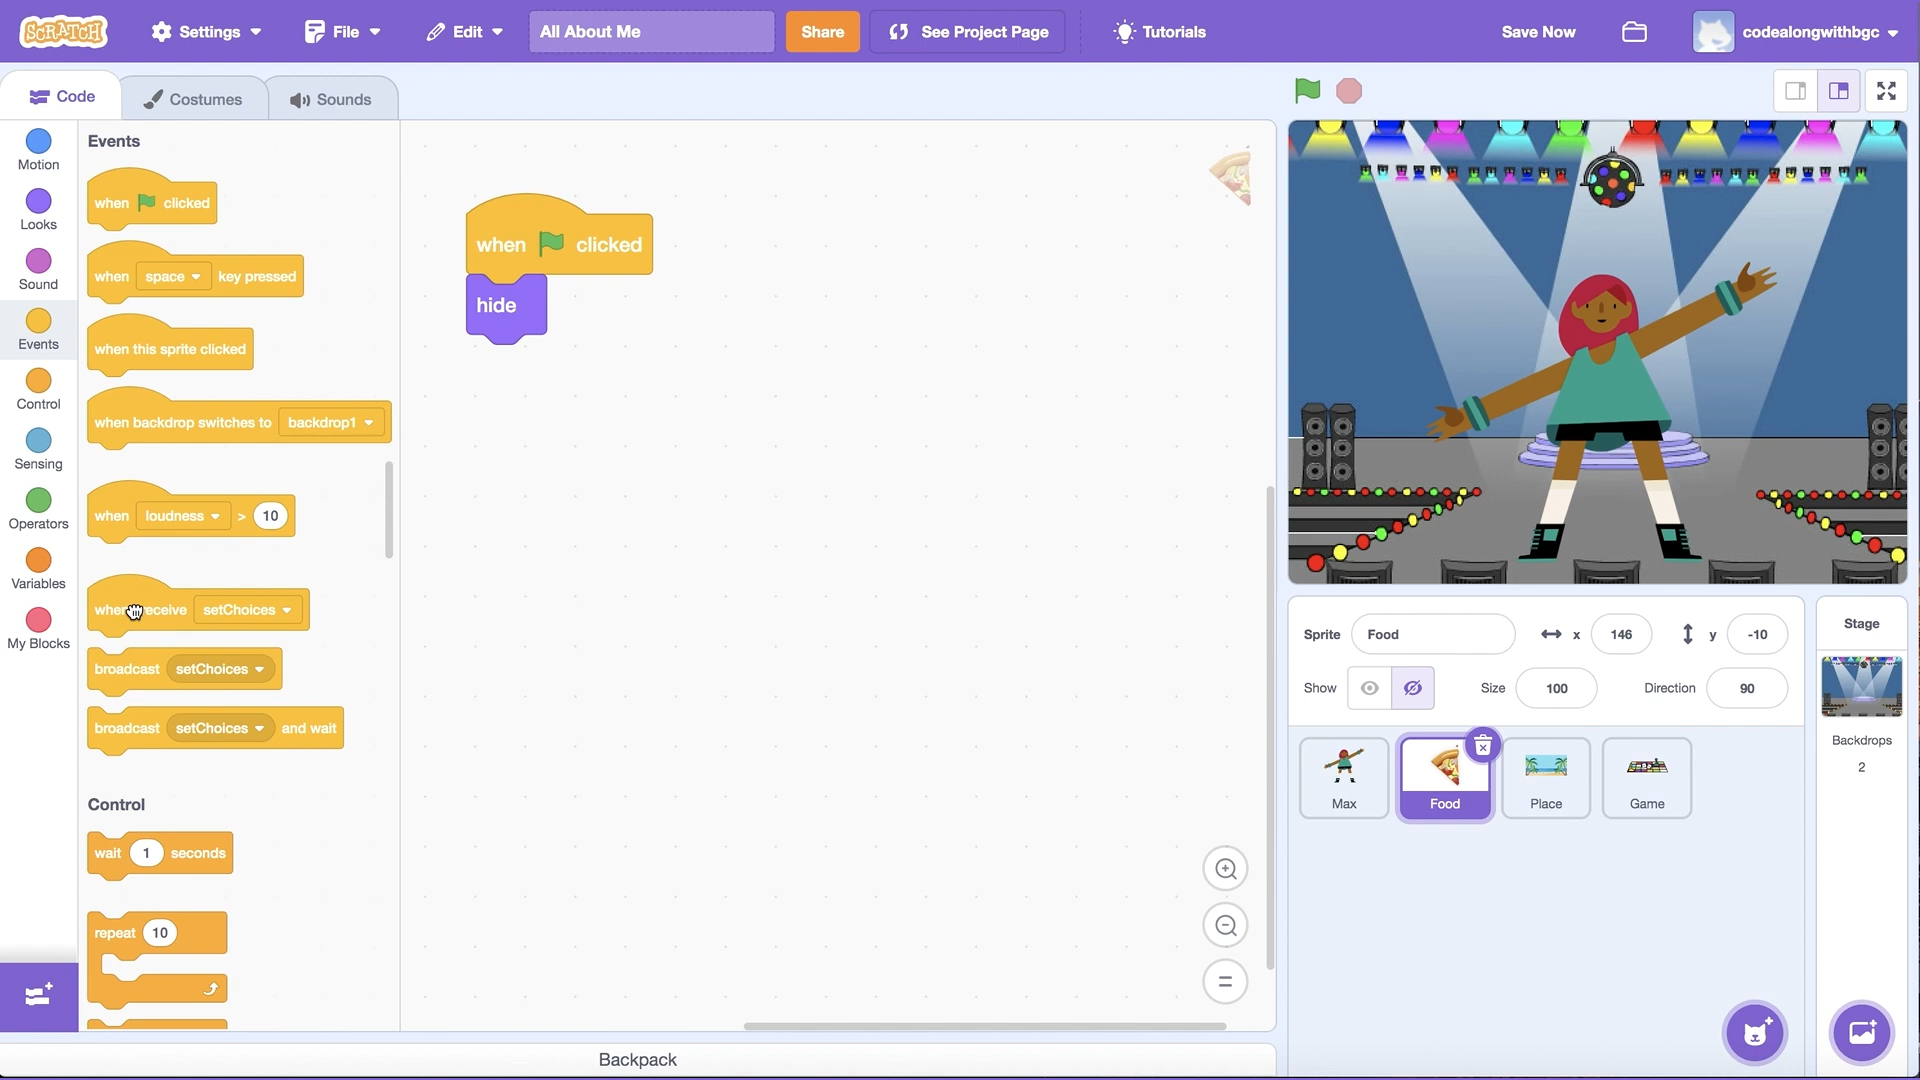 SCRATCH
Settings
File
Edit
All About Me
Share
See Project Page
Tutorials
Save Now
codealongwithbgc
Code
Costumes
Sounds
Motion
Looks
Sound
Events
Control
Sensing
Operators
Variables
My Blocks
Events
when clicked
when space key pressed
when this sprite clicked
when backdrop switches to backdrop1
when loudness > 10
when receive setChoices
broadcast setChoices
broadcast setChoices and wait
Control
wait 1 seconds
repeat 10
when clicked
hide
Backpack
Sprite Food x 146 y -10
Show Size 100 Direction 90
Max
Food
Place
Game
Stage
Backdrops
2